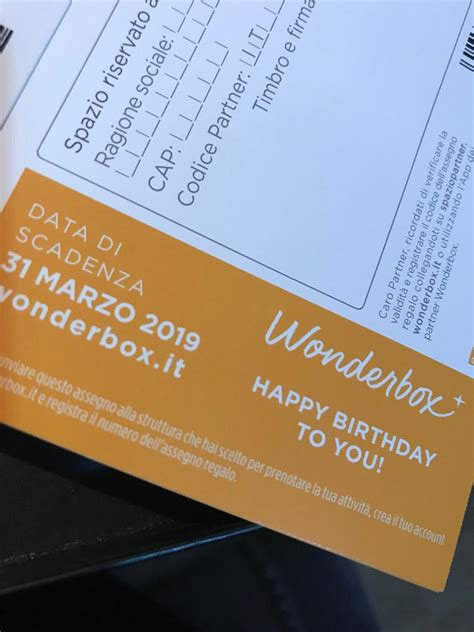 Spazio riservato a
Ragione sociale:
CAP:
Codice Partner: IT
Timbro e firma
Caro Partner, ricordati di verificare la
validità e registrare il codice dell'assegno
regalo collegandoti su spaziopartner.
wonderbox.it o utilizzando l'App de
partner Wonderbox.
DATA DI
SCADENZA
31 MARZO 2019
wonderbox.it
Wonderbox
HAPPY BIRTHDAY
TO YOU!
inviare questo assegno alla struttura che hai scelto per prenotare la tua attività, crea il tuo account
rbox.it e registra il numero dell'assegno regalo.